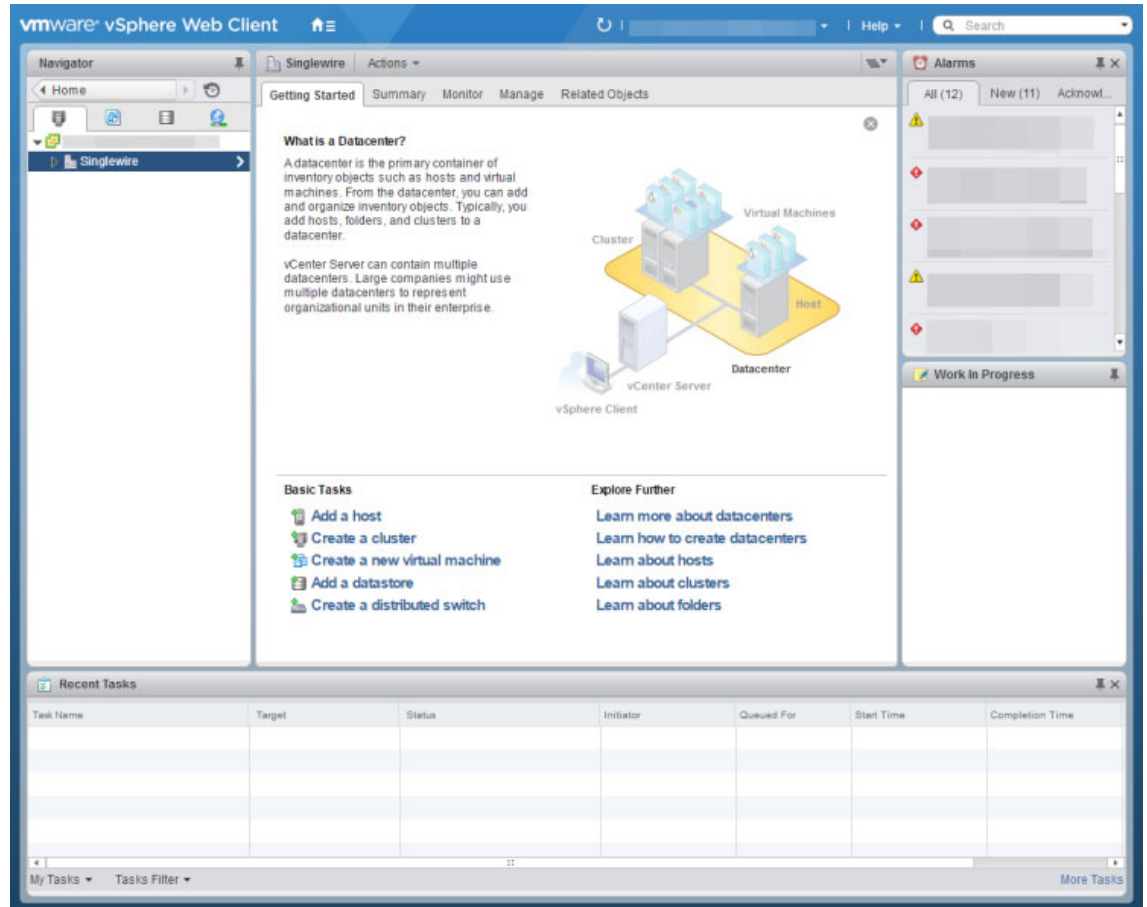 vmware® vSphere Web Client
Help
Search
Navigator
Home
Singlewire
Singlewire Actions
Getting Started Summary Monitor Manage Related Objects
What is a Datacenter?
A datacenter is the primary container of
inventory objects such as hosts and virtual
machines. From the datacenter, you can add
and organize inventory objects. Typically, you
add hosts, folders, and clusters to a
datacenter.
vCenter Server can contain multiple
datacenters. Large companies might use
multiple datacenters to represent
organizational units in their enterprise.
Virtual Machines
Cluster
Host
Datacenter
vCenter Server
vSphere Client
Basic Tasks
Add a host
Create a cluster
Create a new virtual machine
Add a datastore
Create a distributed switch
Explore Further
Learn more about datacenters
Learn how to create datacenters
Learn about hosts
Learn about clusters
Learn about folders
Alarms
All (12) New (11) Acknowl...
Work In Progress
Recent Tasks
Task Name Target Status Initiator Queued For Start Time Completion Time
My Tasks Tasks Filter More Tasks